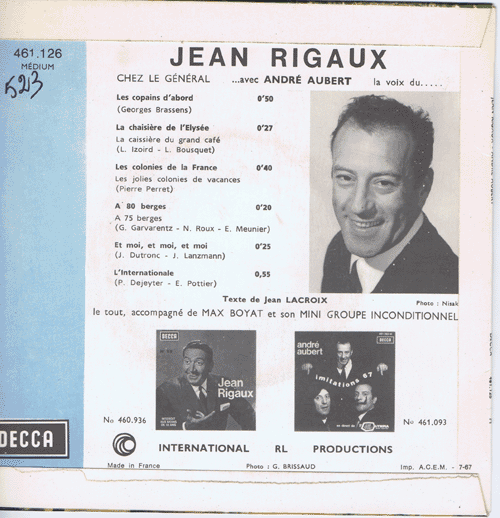 461.126
MÉDIUM
523
JEAN RIGAUX
CHEZ LE GÉNÉRAL ...avec ANDRÉ AUBERT la voix du.....
Les copains d'abord 0'50
(Georges Brassens)
La chaisière de l'Elysée 0'27
La caissière du grand café
(L. Izoird - L. Bousquet)
Les colonies de la France 0'40
Les jolies colonies de vacances
(Pierre Perret)
A 80 berges 0'20
A 75 berges
(G. Garvarentz - N. Roux - E. Meunier)
Et moi, et moi, et moi 0'25
(J. Dutronc - J. Lanzmann)
L'Internationale 0,55
(P. Dejeyter - E. Pottier)
Texte de Jean LACROIX
Photo : Nisak
le tout, accompagné de MAX BOYAT et son MINI GROUPE INCONDITIONNEL
DECCA
Jean
Rigaux
No 460.936
DECCA
andré
aubert
imitations 67
No 461.093
DECCA
INTERNATIONAL RL PRODUCTIONS
Made in France Photo : G. BRISSAUD Imp. A.G.E.M. - 7-67